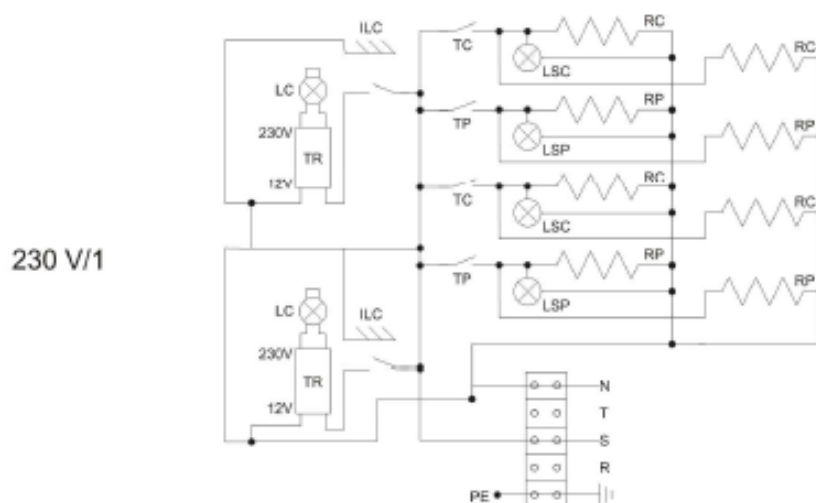 ILC
RC
TC
RC
LC
LSC
230V
RP
TP
RP
TR
LSP
12V
RC
TC
RC
LSC
230 V/1
RP
TP
RP
LC
ILC
LSP
230V
TR
N
12V
T
S
R
PE